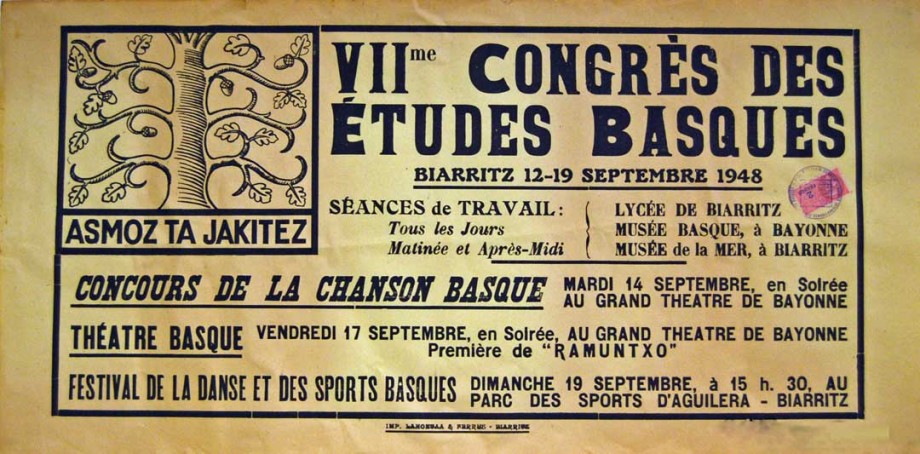 VIIme CONGRÈS DES
ÉTUDES BASQUES
BIARRITZ 12-19 SEPTEMBRE 1948
ASMOZ TA JAKITEZ
SÉANCES de TRAVAIL:
Tous les Jours
Matinée et Après-Midi
LYCÉE DE BIARRITZ
MUSÉE BASQUE, à BAYONNE
MUSÉE de la MER, à BIARRITZ
CONCOURS DE LA CHANSON BASQUE
MARDI 14 SEPTEMBRE, en Soirée
AU GRAND THEATRE DE BAYONNE
THÉATRE BASQUE
VENDREDI 17 SEPTEMBRE, en Soirée, AU GRAND THEATRE DE BAYONNE
Première de "RAMUNTXO"
FESTIVAL DE LA DANSE ET DES SPORTS BASQUES
DIMANCHE 19 SEPTEMBRE, à 15 h. 30, AU
PARC DES SPORTS D'AGUILERA - BIARRITZ
IMP. & - BIARRITZ